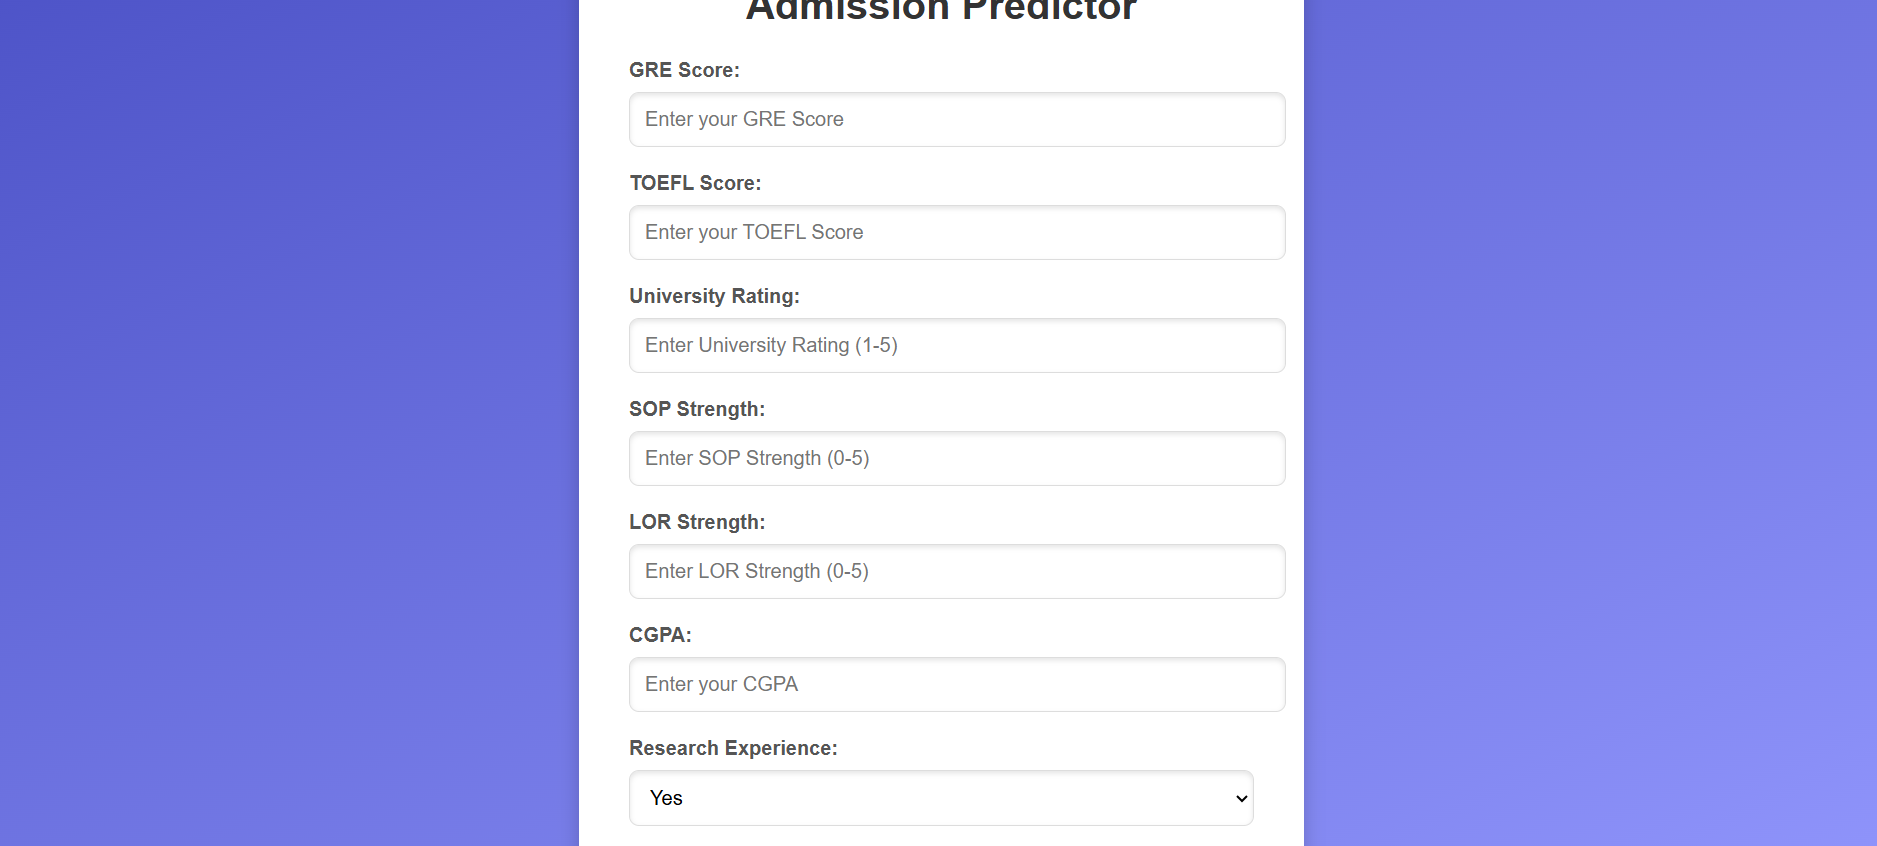 Admission Predictor
GRE Score:
Enter your GRE Score
TOEFL Score:
Enter your TOEFL Score
University Rating:
Enter University Rating (1-5)
SOP Strength:
Enter SOP Strength (0-5)
LOR Strength:
Enter LOR Strength (0-5)
CGPA:
Enter your CGPA
Research Experience:
Yes